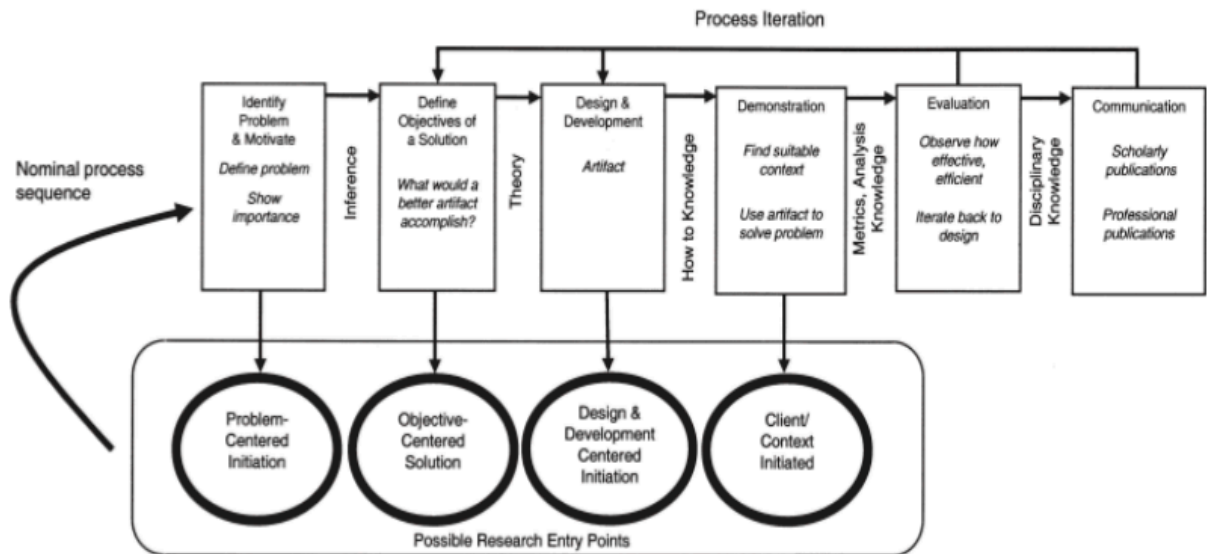 Process Iteration
Nominal process
sequence
Identify
Problem
& Motivate
Define problem
Show
importance
Inference
Define
Objectives of
a Solution
What would a
better artifact
accomplish?
Theory
Design &
Development
Artifact
How to Knowledge
Demonstration
Find suitable
context
Use artifact to
solve problem
Metrics, Analysis
Knowledge
Evaluation
Observe how
effective,
efficient
Iterate back to
design
Disciplinary
Knowledge
Communication
Scholarly
publications
Professional
publications
Problem-
Centered
Initiation
Objective-
Centered
Solution
Design &
Development
Centered
Initiation
Client/
Context
Initiated
Possible Research Entry Points